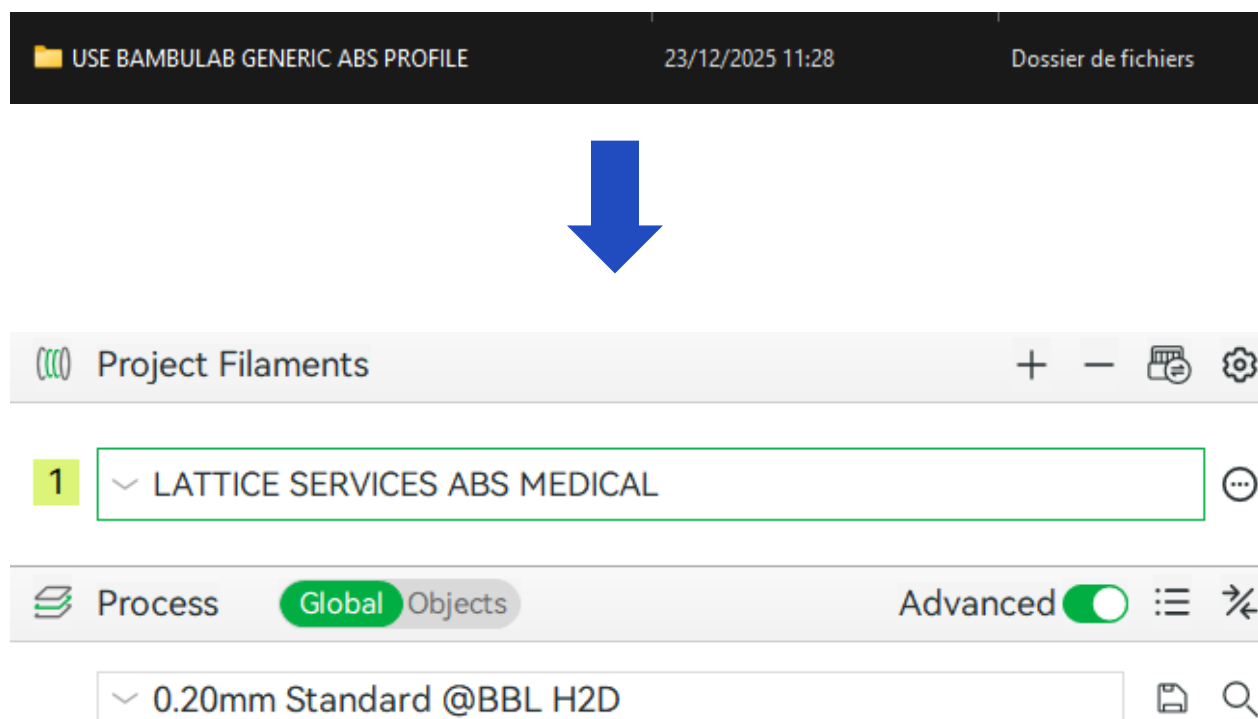 USE BAMBULAB GENERIC ABS PROFILE 23/12/2025 11:28 Dossier de fichiers
Project Filaments
1 LATTICE SERVICES ABS MEDICAL
Process Global Objects Advanced
0.20mm Standard @BBL H2D